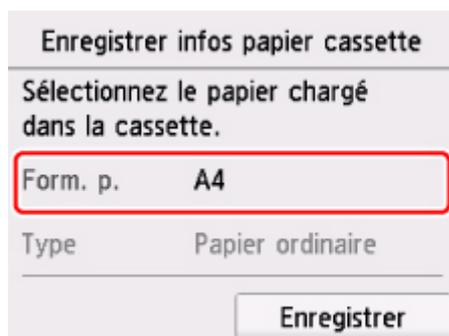 Enregistrer infos papier cassette
Sélectionnez le papier chargé
dans la cassette.
Form. p. A4
Type Papier ordinaire
Enregistrer